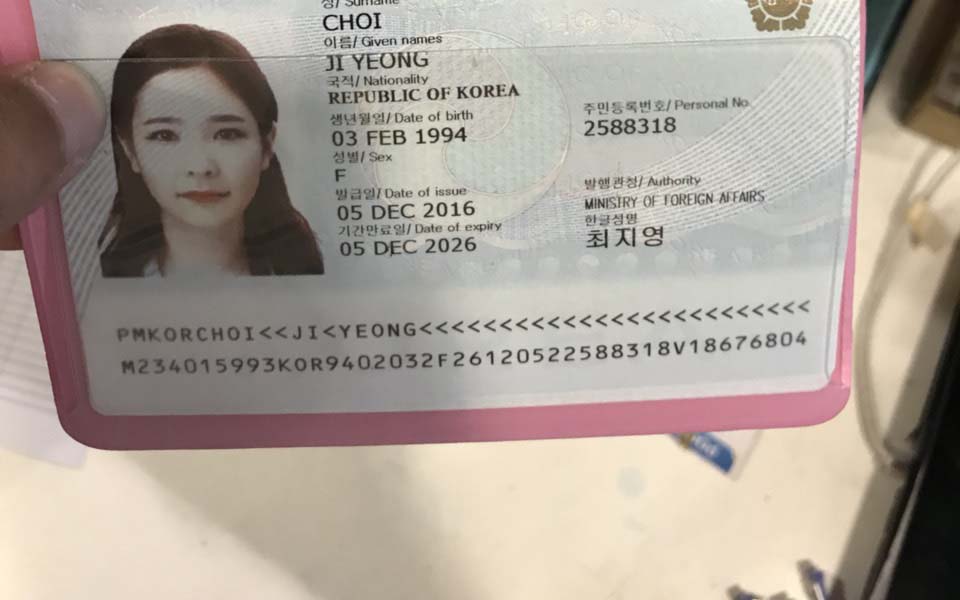 성/ Surname
CHOI
이름/ Given names
JI YEONG
국적/ Nationality
REPUBLIC OF KOREA
생년월일/ Date of birth
03 FEB 1994
주민등록번호/ Personal No.
2588318
성별/ Sex
F
발급일/ Date of issue
05 DEC 2016
발행관청/ Authority
MINISTRY OF FOREIGN AFFAIRS
기간만료일/ Date of expiry
05 DEC 2026
한글성명
최지영
PMKORCHOI<<JI<YEONG<<<<<<<<<<<<<<<<<<<<<<<<<
M234015993KOR9402032F26120522588318V18676804